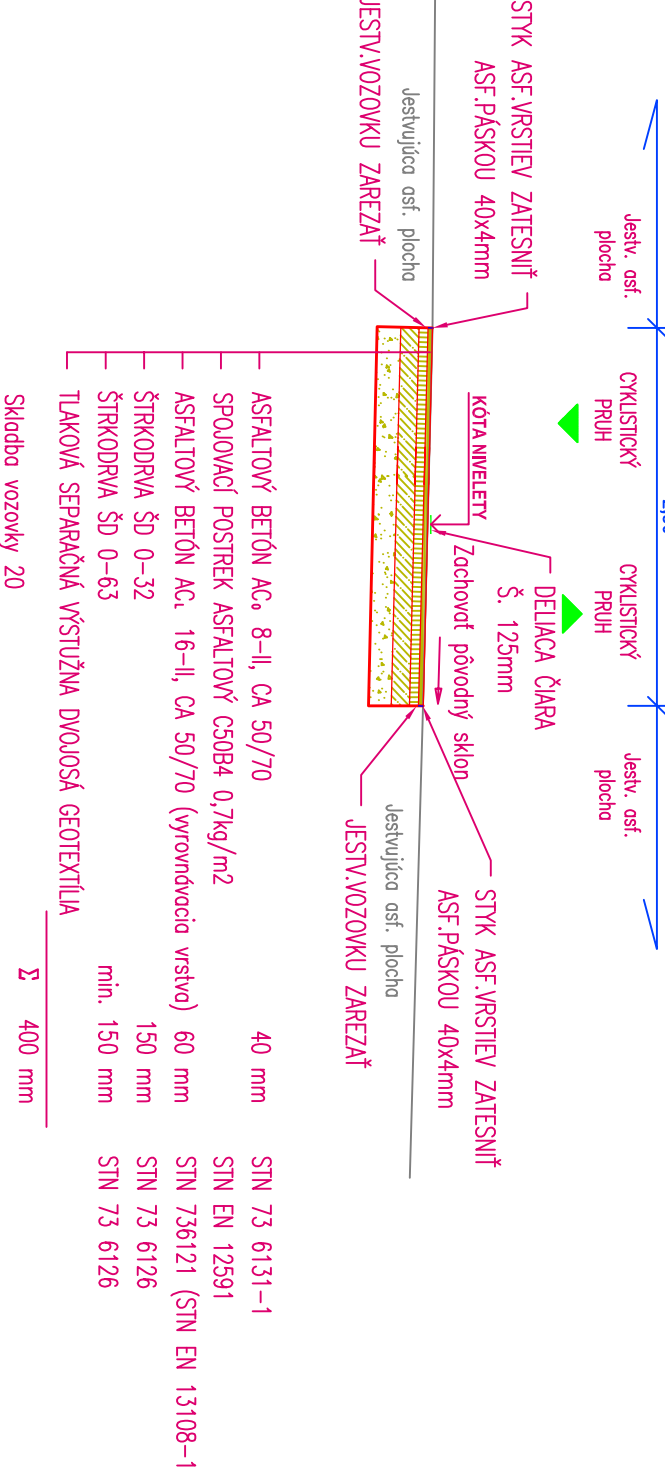 Jestv. asf.
plocha
CYKLISTICKÝ
PRUH
CYKLISTICKÝ
PRUH
Jestv. asf.
plocha
STYK ASF.VRSTIEV ZATESNIŤ
ASF.PÁSKOU 40x4mm
DELIACA ČIARA
Š. 125mm
KÓTA NIVELETY
Zachovať pôvodný sklon
STYK ASF.VRSTIEV ZATESNIŤ
ASF.PÁSKOU 40x4mm
Jestvujúca asf. plocha
JESTV.VOZOVKU ZAREZAŤ
Jestvujúca asf. plocha
JESTV.VOZOVKU ZAREZAŤ
ASFALTOVÝ BETÓN ACo 8-II, CA 50/70 40 mm STN 73 6131-1
SPOJOVACÍ POSTREK ASFALTOVÝ C50B4 0,7kg/m2 STN EN 12591
ASFALTOVÝ BETÓN ACL 16-II, CA 50/70 (vyrovnávacia vrstva) 60 mm STN 736121 (STN EN 13108-1
ŠTRKODRVA ŠD 0-32 150 mm STN 73 6126
ŠTRKODRVA ŠD 0-63 min. 150 mm STN 73 6126
TLAKOVÁ SEPARAČNÁ VÝSTUŽNA DVOJOSÁ GEOTEXTÍLIA
Σ 400 mm
Skladba vozovky 20